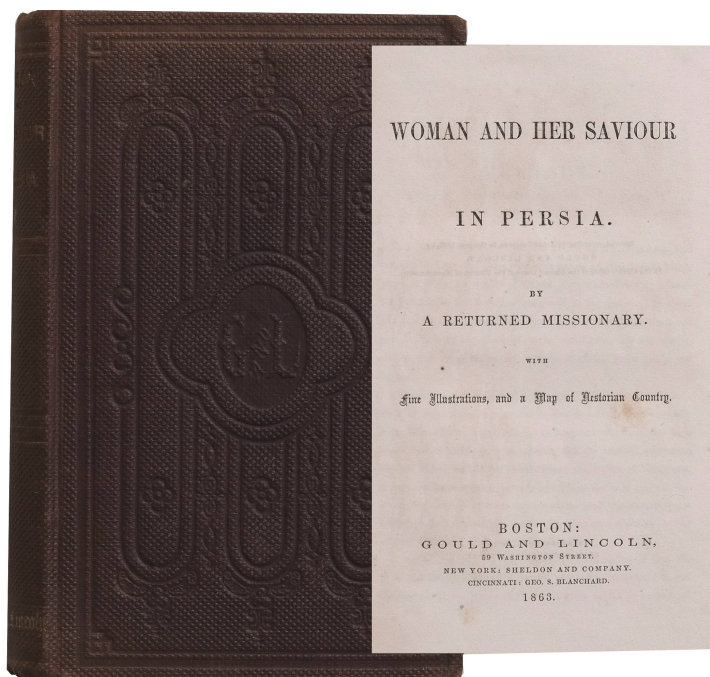 WOMAN AND HER SAVIOUR
IN PERSIA.
BY
A RETURNED MISSIONARY.
WITH
Fine Illustrations, and a Map of Nestorian Country.
BOSTON:
GOULD AND LINCOLN,
59 WASHINGTON STREET.
NEW YORK: SHELDON AND COMPANY.
CINCINNATI: GEO. S. BLANCHARD.
1863.